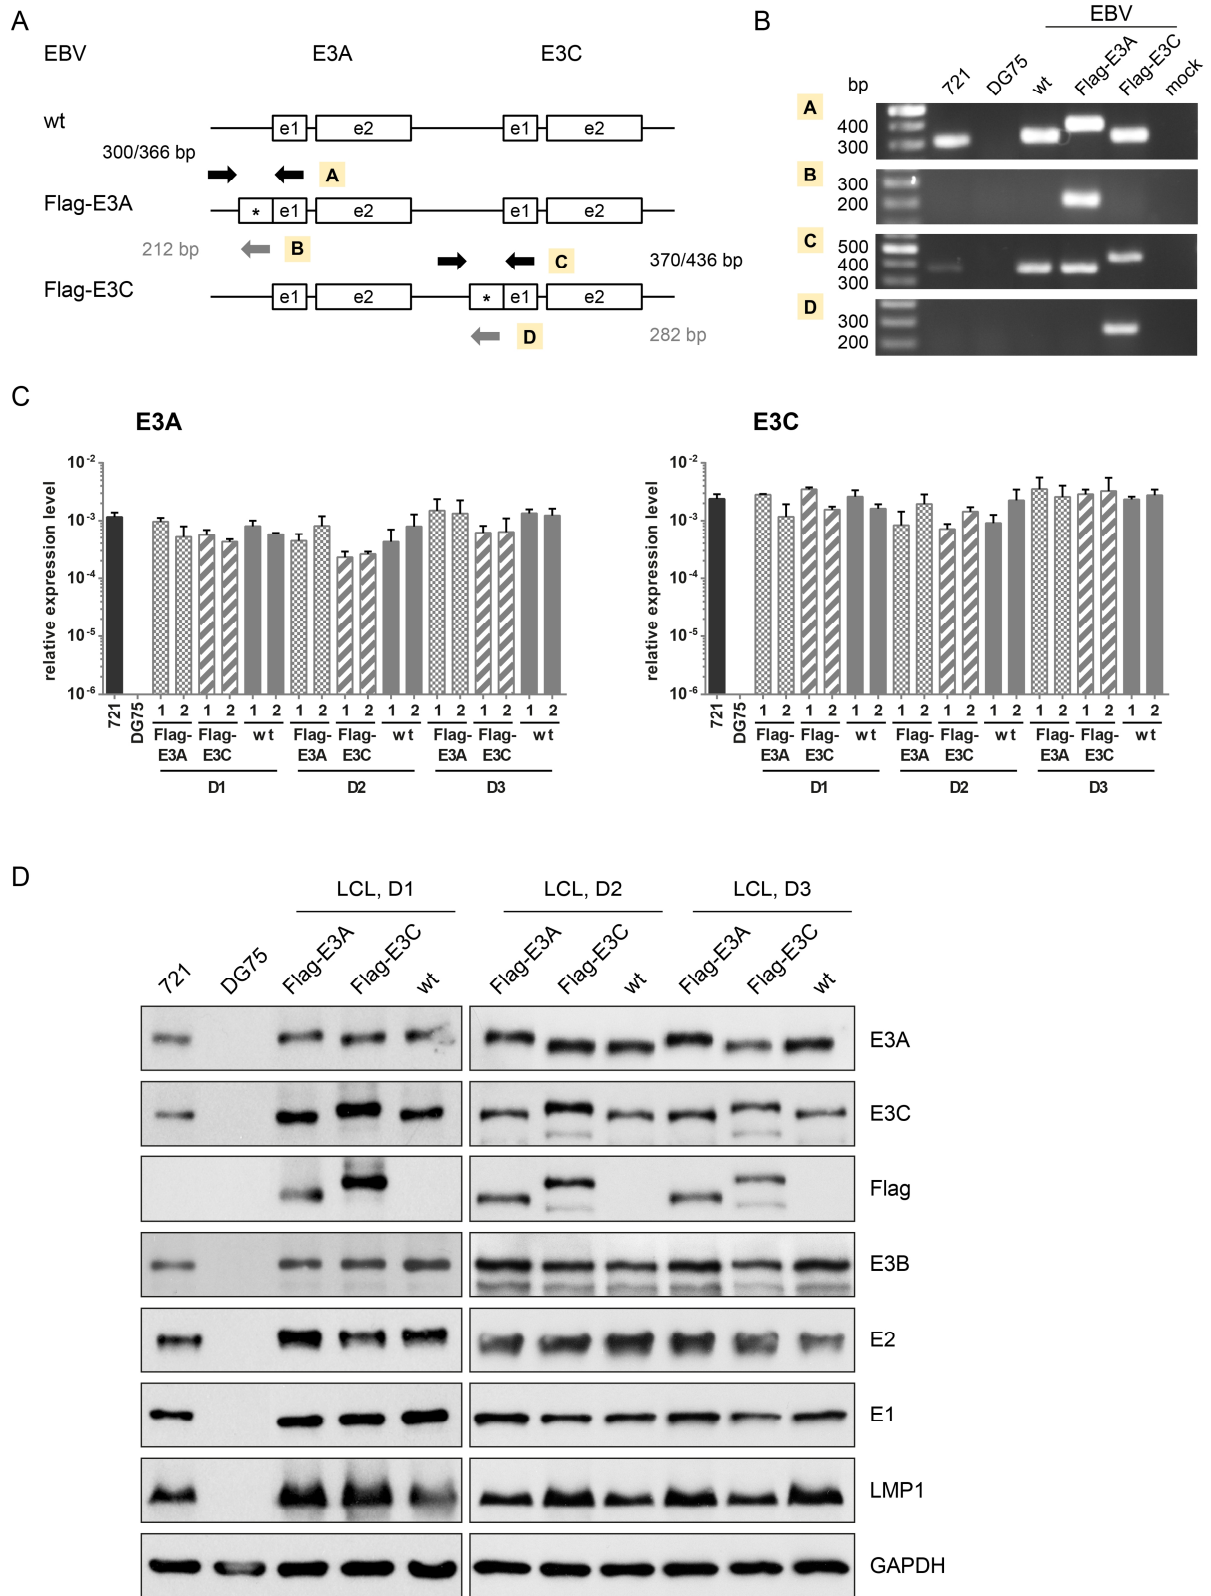 A
EBV E3A E3C
wt
e1 e2 e1 e2
300/366 bp
A
Flag-E3A
* e1 e2 e1 e2
212 bp
B
C
370/436 bp
Flag-E3C
e1 e2 * e1 e2
D
282 bp
B
EBV
bp 721 DG75 wt Flag-E3A Flag-E3C mock
A
400
300
B
300
200
C
500
400
300
D
300
200
C
E3A
relative expression level
10-2
10-3
10-4
10-5
10-6
721 DG75 1 2 1 2 1 2 1 2 1 2 1 2 1 2 1 2 1 2
Flag-E3A Flag-E3C wt Flag-E3A Flag-E3C wt Flag-E3A Flag-E3C wt
D1 D2 D3
E3C
relative expression level
10-2
10-3
10-4
10-5
10-6
721 DG75 1 2 1 2 1 2 1 2 1 2 1 2 1 2 1 2 1 2
Flag-E3A Flag-E3C wt Flag-E3A Flag-E3C wt Flag-E3A Flag-E3C wt
D1 D2 D3
D
LCL, D1 LCL, D2 LCL, D3
721 DG75 Flag-E3A Flag-E3C wt Flag-E3A Flag-E3C wt Flag-E3A Flag-E3C wt
E3A
E3C
Flag
E3B
E2
E1
LMP1
GAPDH